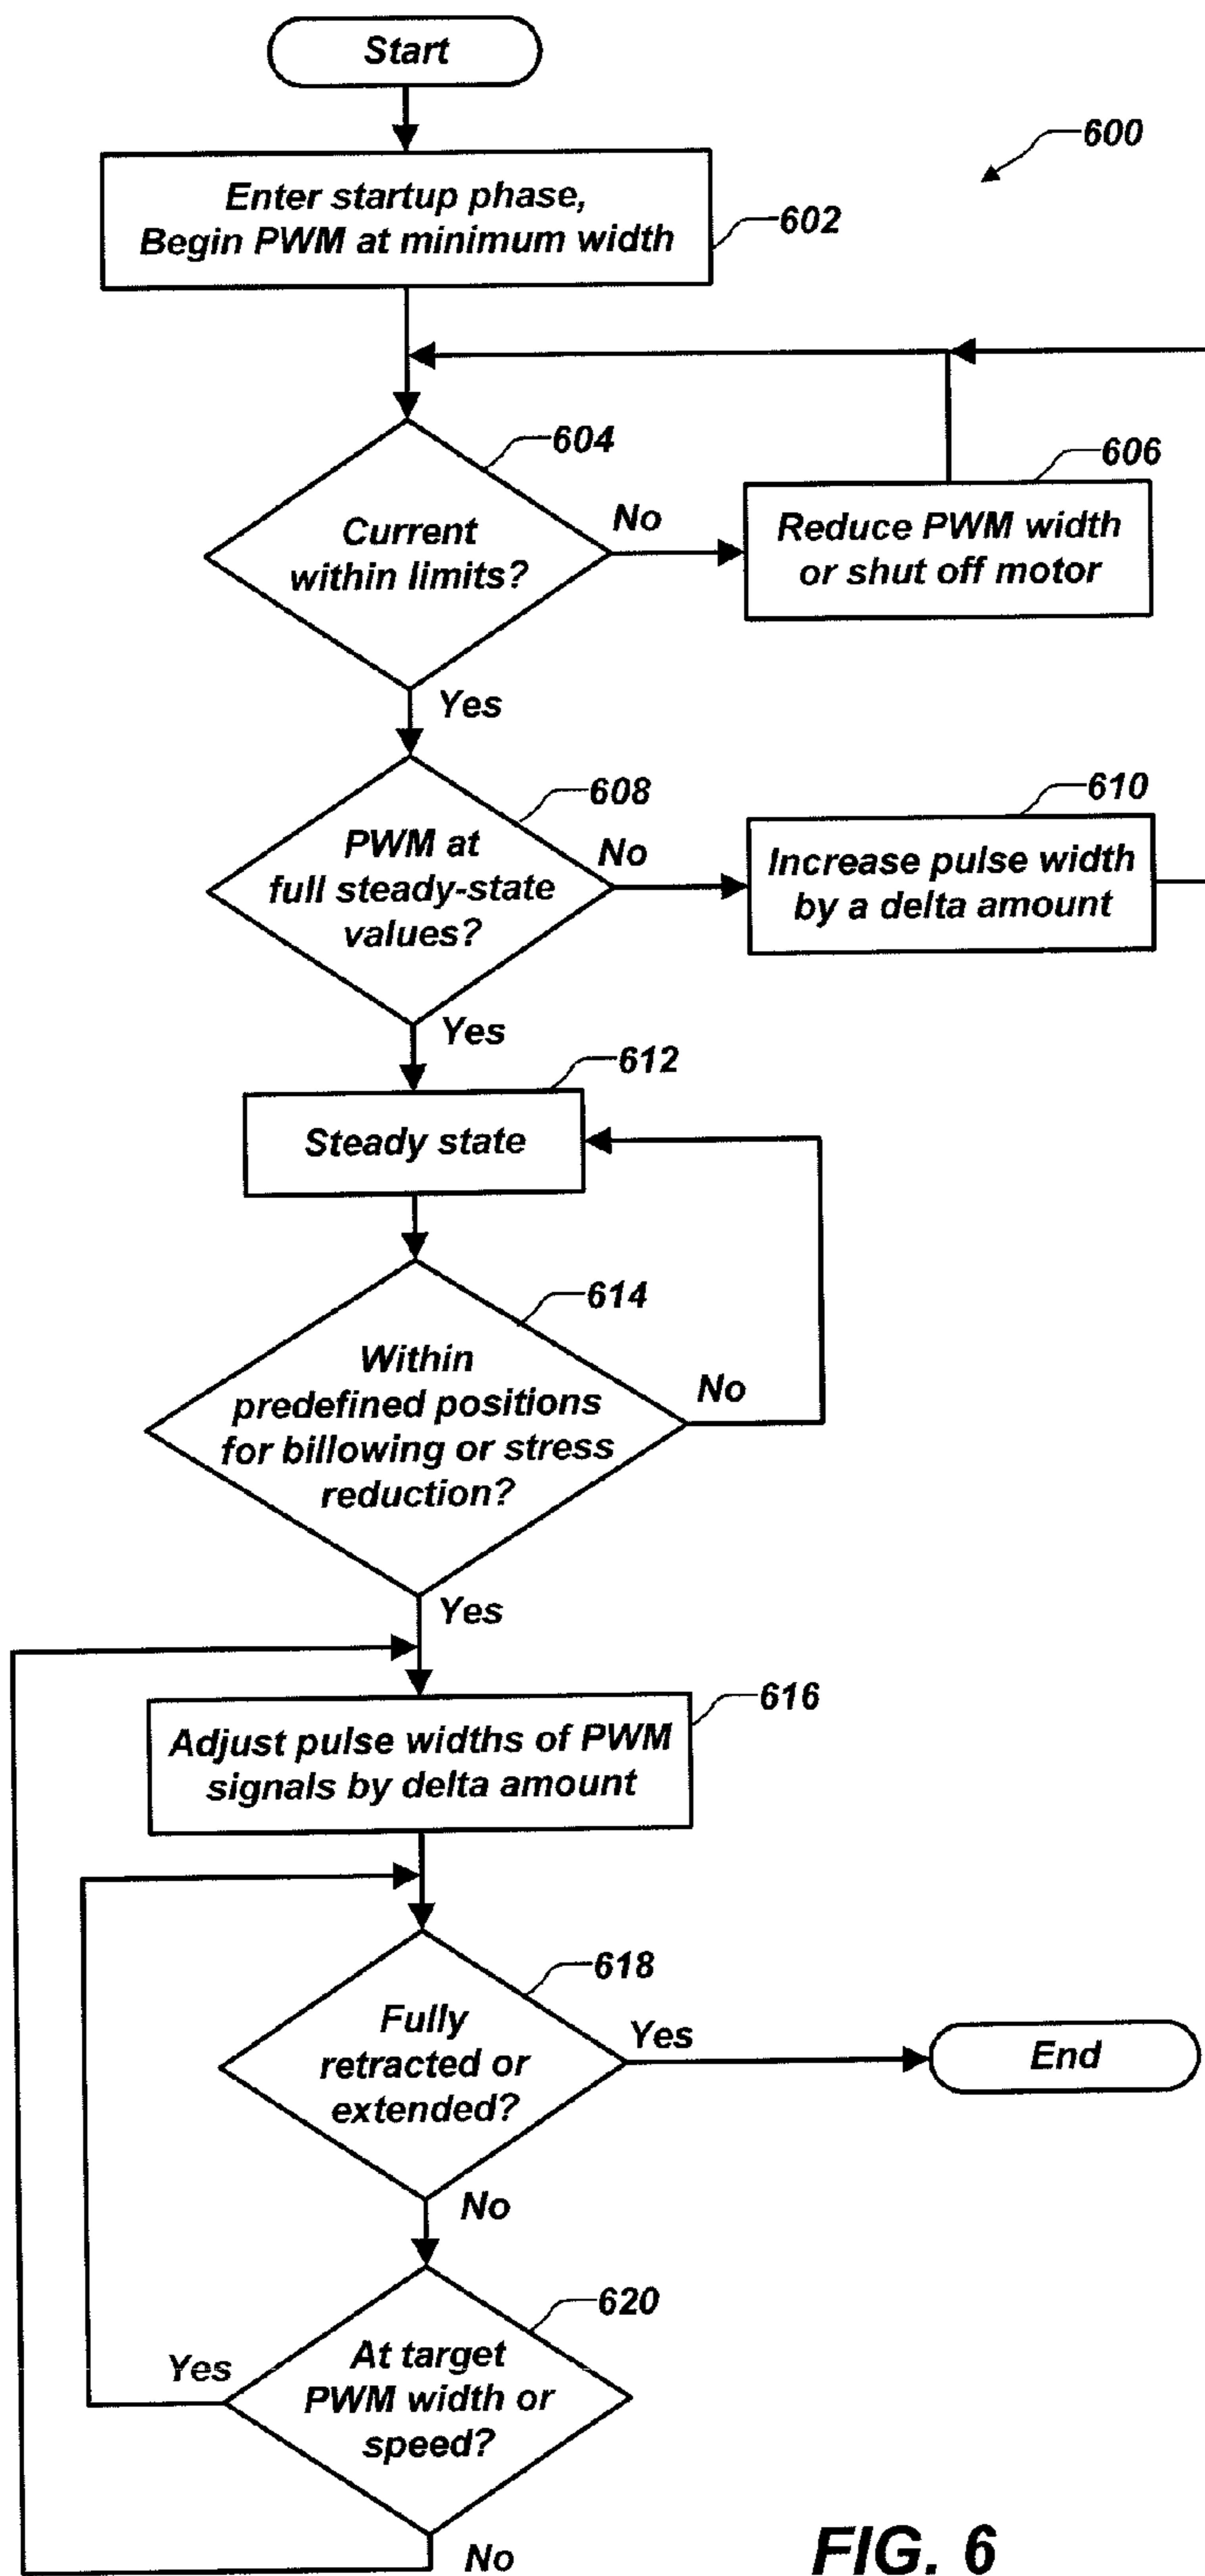 Start
600
Enter startup phase,
Begin PWM at minimum width
602
604
Current
within limits?
No
606
Reduce PWM width
or shut off motor
Yes
608
PWM at
full steady-state
values?
No
610
Increase pulse width
by a delta amount
Yes
612
Steady state
614
Within
predefined positions
for billowing or stress
reduction?
No
Yes
616
Adjust pulse widths of PWM
signals by delta amount
618
Fully
retracted or
extended?
Yes
End
No
620
At target
PWM width or
speed?
Yes
No
FIG. 6